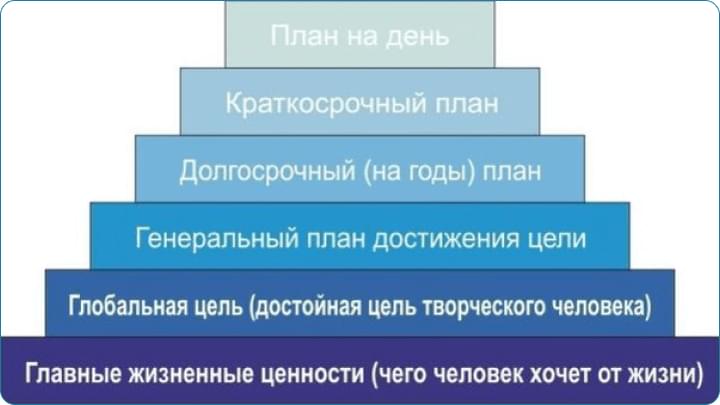 План на день
Краткосрочный план
Долгосрочный (на годы) план
Генеральный план достижения цели
Глобальная цель (достойная цель творческого человека)
Главные жизненные ценности (чего человек хочет от жизни)